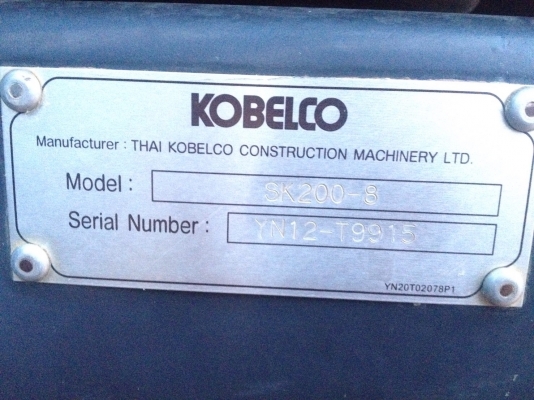 KOBELCO
Manufacturer : THAI KOBELCO CONSTRUCTION MACHINERY LTD.
Model : SK200-8
Serial Number : YN12-T9915
YN20T02078P1